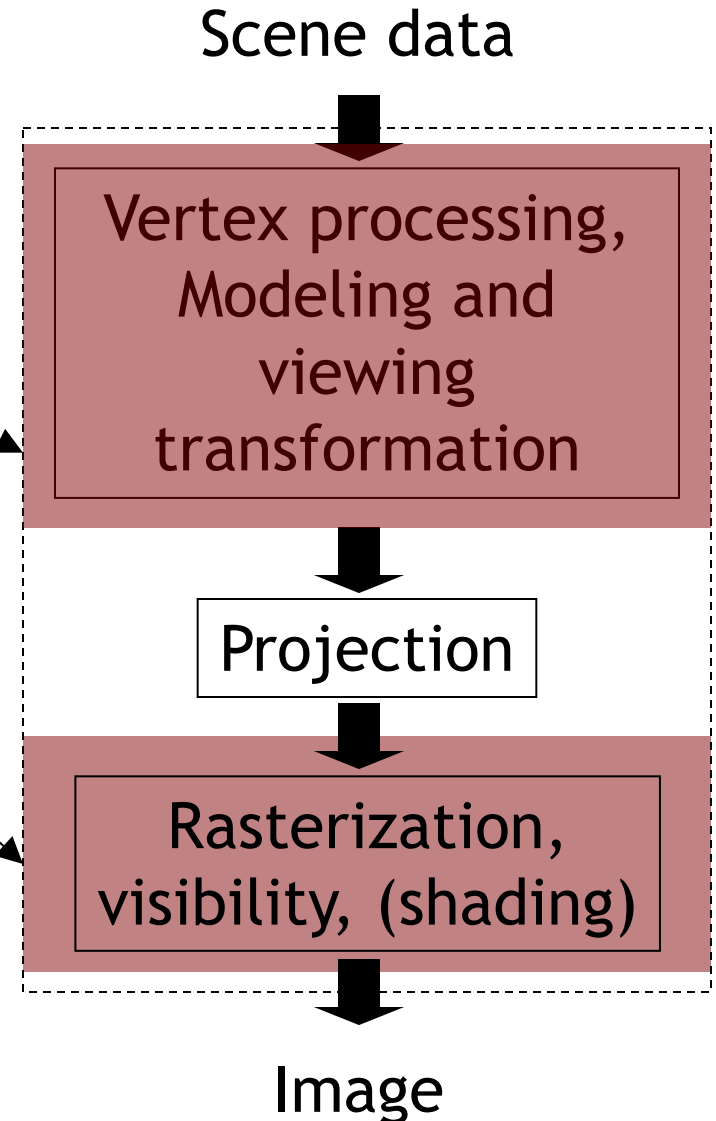 Scene data
Vertex processing,
Modeling and
viewing
transformation
Projection
Rasterization,
visibility, (shading)
Image